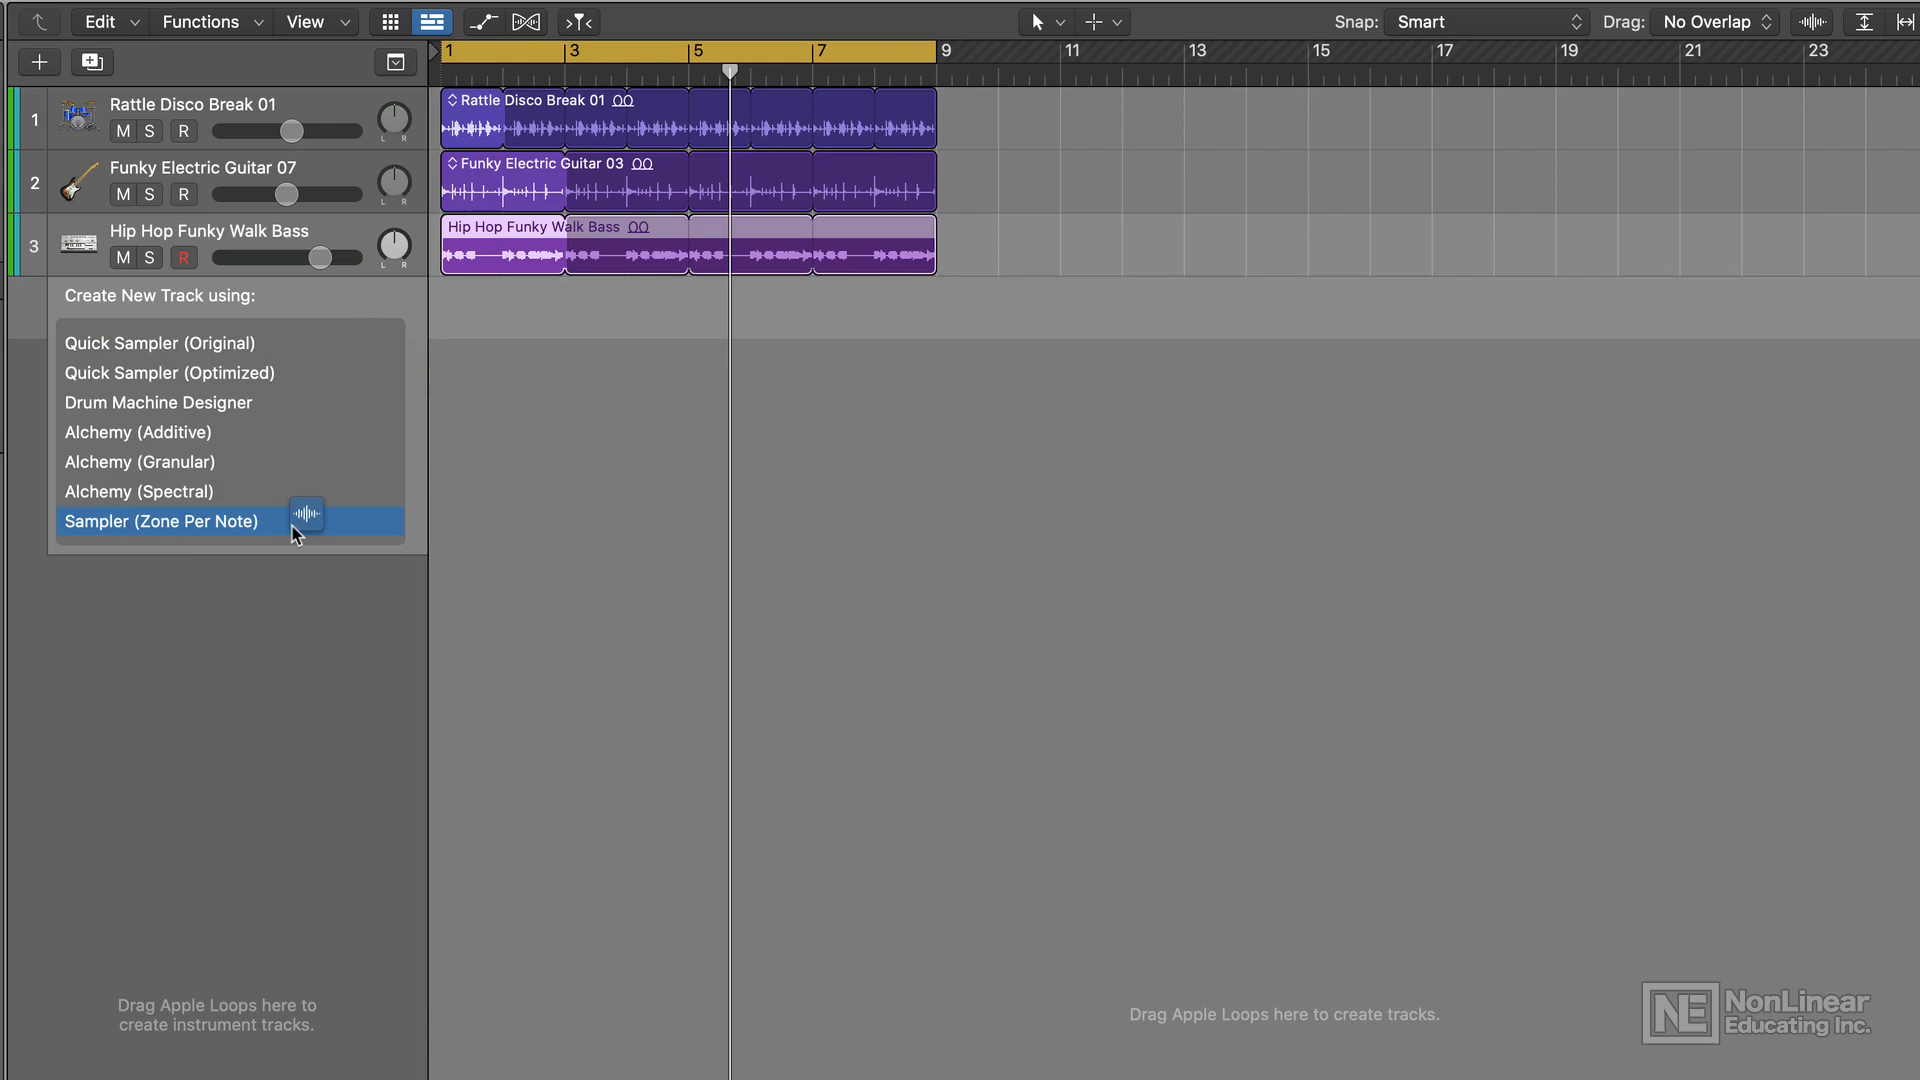 Edit Functions View Snap: Smart Drag: No Overlap
1 3 5 7 9 11 13 15 17 19 21 23
1 Rattle Disco Break 01
M S R
L R
Rattle Disco Break 01
2 Funky Electric Guitar 07
M S R
L R
Funky Electric Guitar 03
3 Hip Hop Funky Walk Bass
M S R
L R
Hip Hop Funky Walk Bass
Create New Track using:
Quick Sampler (Original)
Quick Sampler (Optimized)
Drum Machine Designer
Alchemy (Additive)
Alchemy (Granular)
Alchemy (Spectral)
Sampler (Zone Per Note)
Drag Apple Loops here to
create instrument tracks.
Drag Apple Loops here to create tracks.
NE NonLinear
Educating Inc.